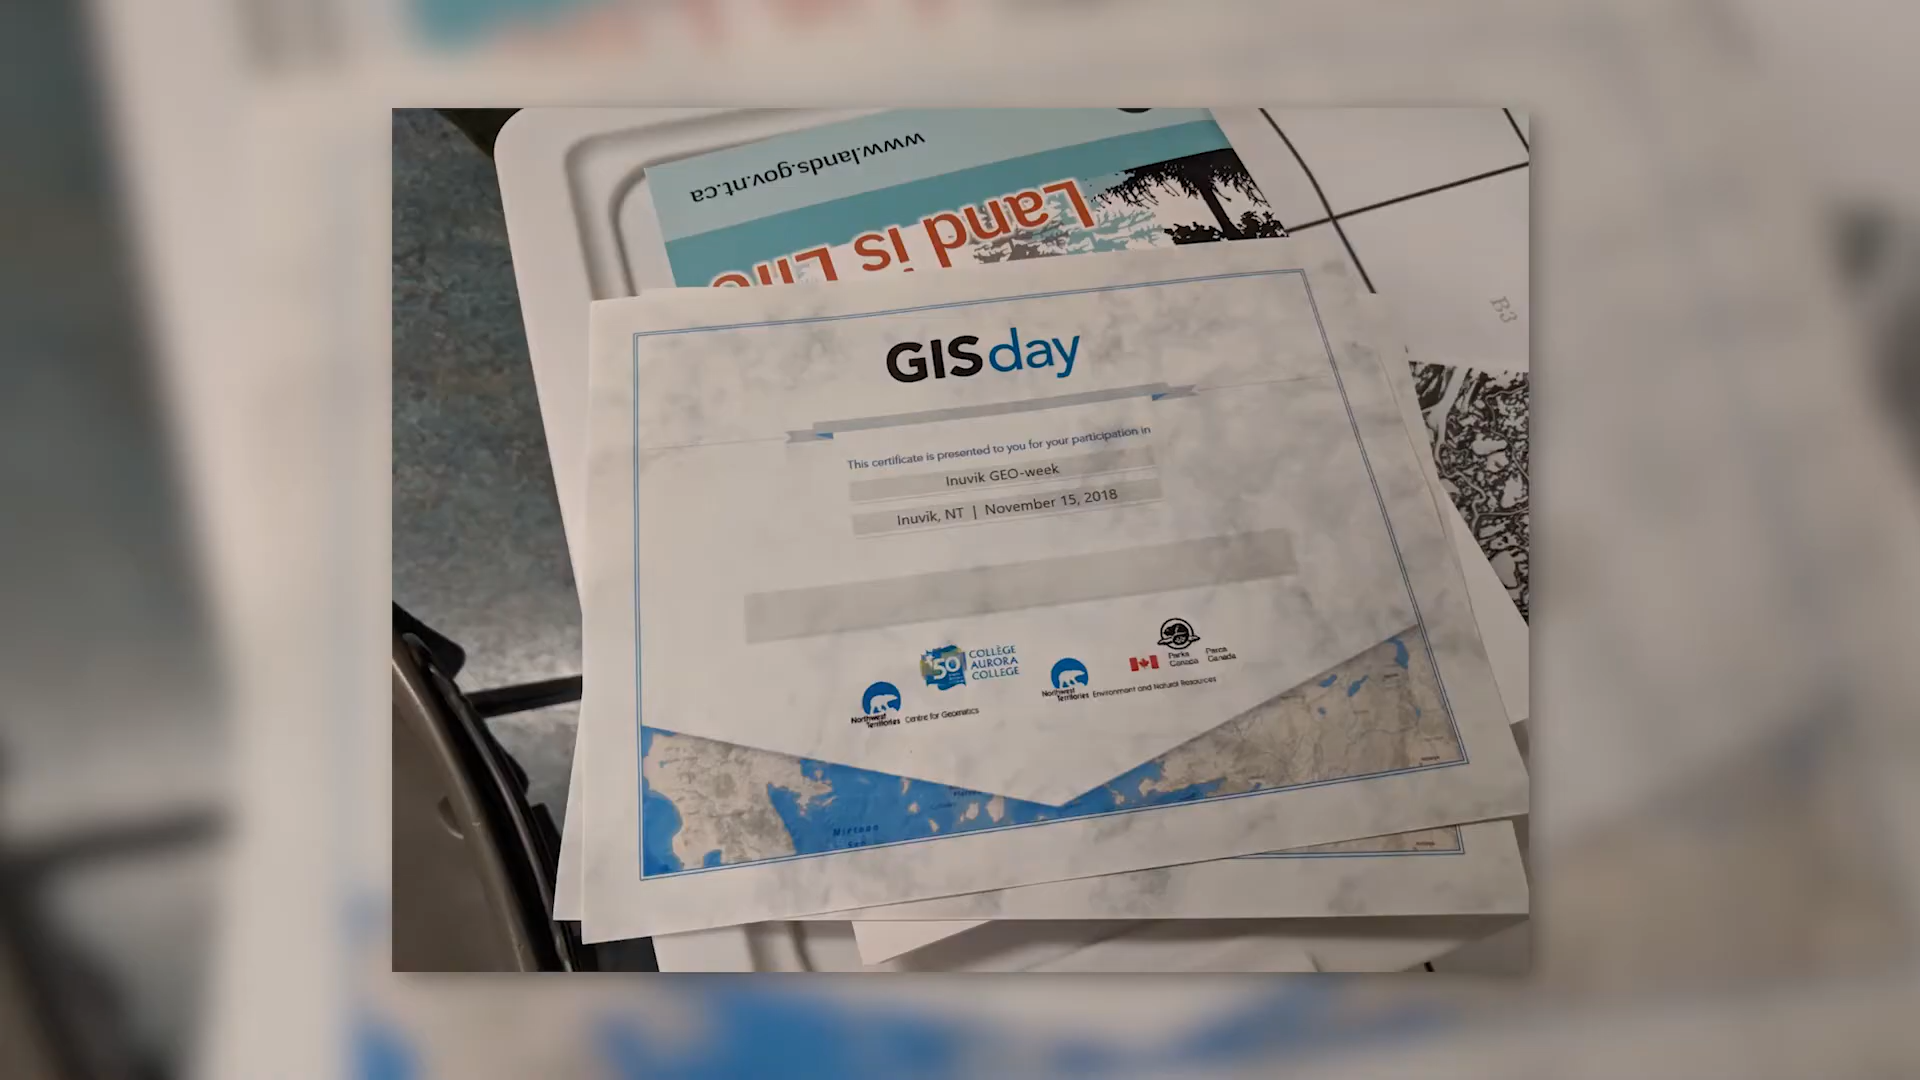 www.lands.gov.nt.ca
Land is Life
B3
GISday
This certificate is presented to you for your participation in
Inuvik GEO-week
Inuvik, NT | November 15, 2018
50
COLLÈGE
AURORA
COLLEGE
Parks Canada
Parcs Canada
Northwest Territories
Centre for Geomatics
Northwest Territories
Environment and Natural Resources
Mirtoan